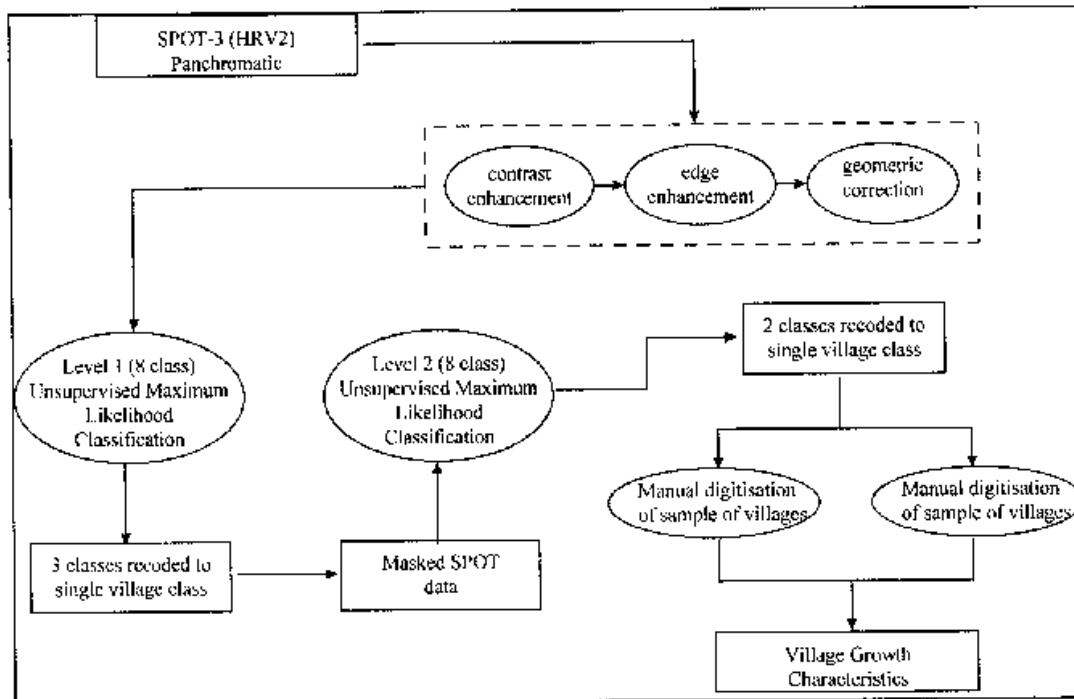 SPOT-3 (HRV2)
Panchromatic
contrast
enhancement
edge
enhancement
geometric
correction
Level 1 (8 class)
Unsupervised Maximum
Likelihood
Classification
Level 2 (8 class)
Unsupervised Maximum
Likelihood
Classification
2 classes recoded to
single village class
Manual digitisation
of sample of villages
Manual digitisation
of sample of villages
3 classes recoded to
single village class
Masked SPOT
data
Village Growth
Characteristics